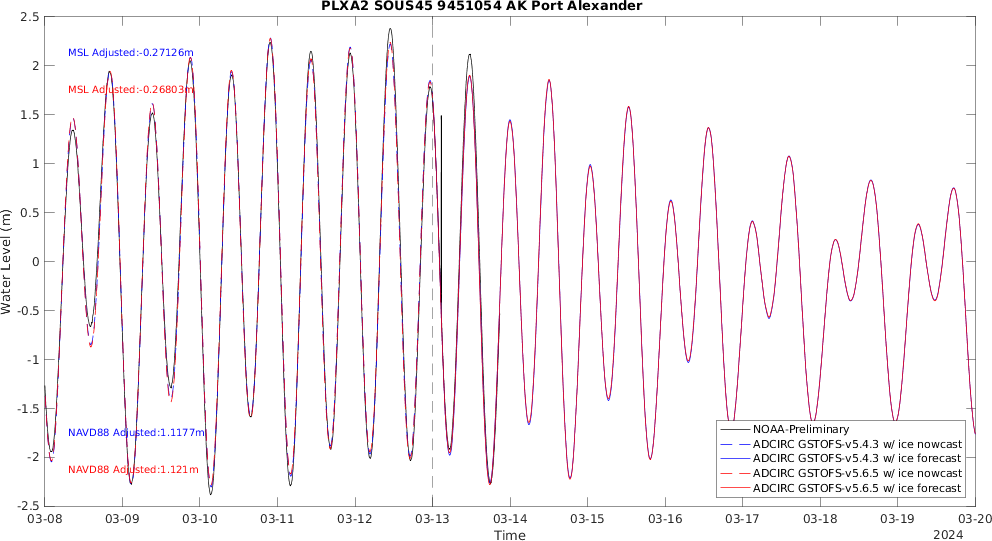 PLXA2 SOUS45 9451054 AK Port Alexander
2.5
2
1.5
1
0.5
0
-0.5
-1
-1.5
-2
-2.5
Water Level (m)
MSL Adjusted:-0.27126m
MSL Adjusted:-0.26803m
NAVD88 Adjusted:1.1177m
NAVD88 Adjusted:1.121m
NOAA-Preliminary
ADCIRC GSTOFS-v5.4.3 w/ ice nowcast
ADCIRC GSTOFS-v5.4.3 w/ ice forecast
ADCIRC GSTOFS-v5.6.5 w/ ice nowcast
ADCIRC GSTOFS-v5.6.5 w/ ice forecast
03-08 03-09 03-10 03-11 03-12 03-13 03-14 03-15 03-16 03-17 03-18 03-19 03-20
Time
2024